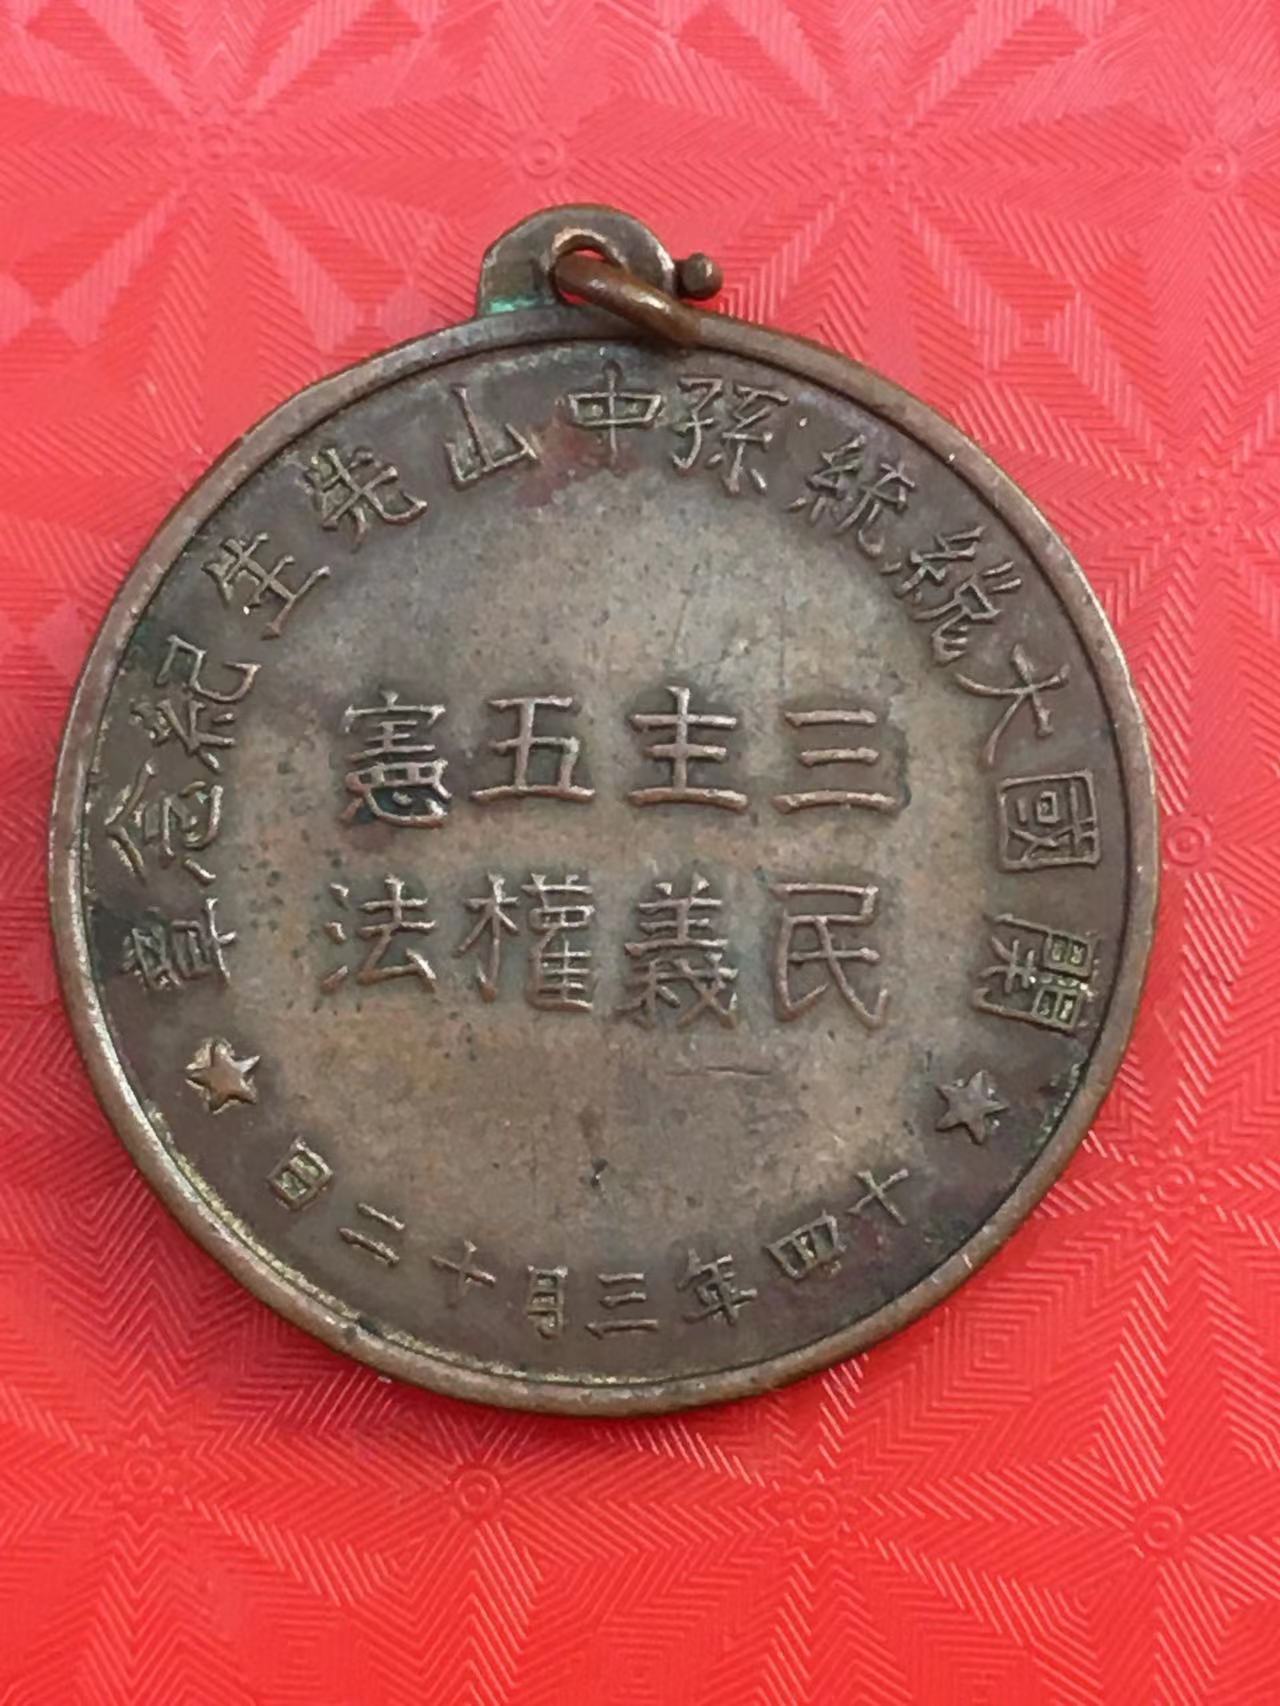 開國大總統孫中山先生紀念章
三民
主義
五權
憲法
十四年三月十二日